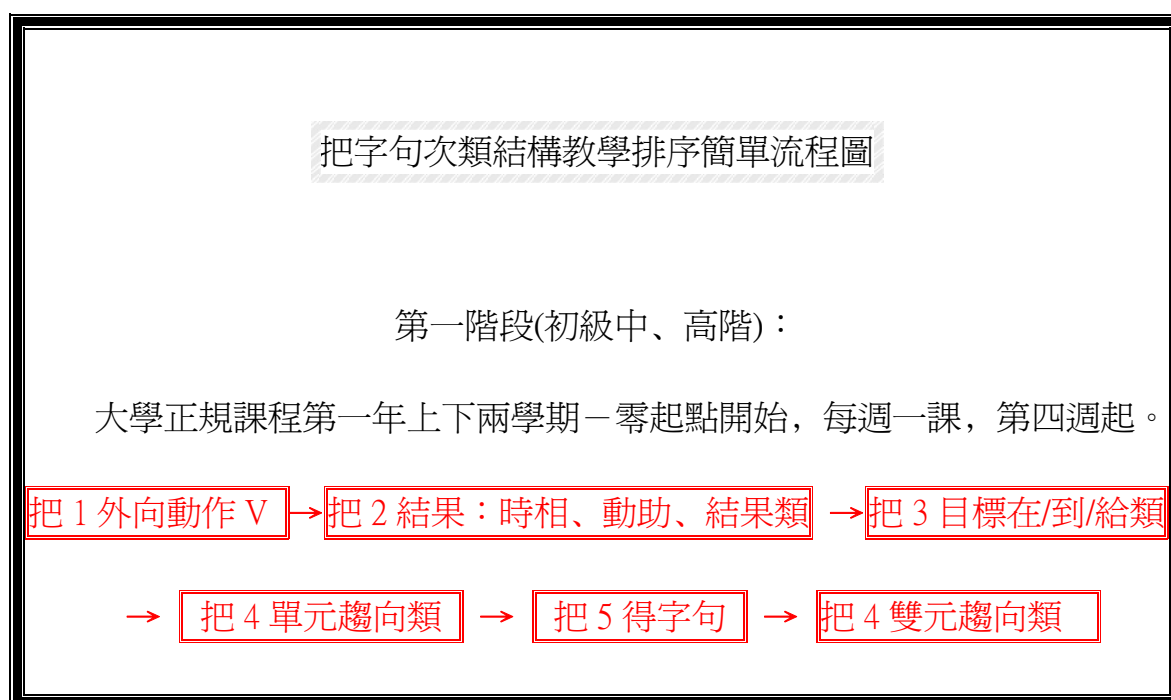 把字句次類結構教學排序簡單流程圖
第一階段(初級中、高階)：
大學正規課程第一年上下兩學期－零起點開始，每週一課，第四週起。
把 1 外向動作 V →把 2 結果：時相、動助、結果類 →把 3 目標在/到/給類
→ 把 4 單元趨向類 → 把 5 得字句 → 把 4 雙元趨向類